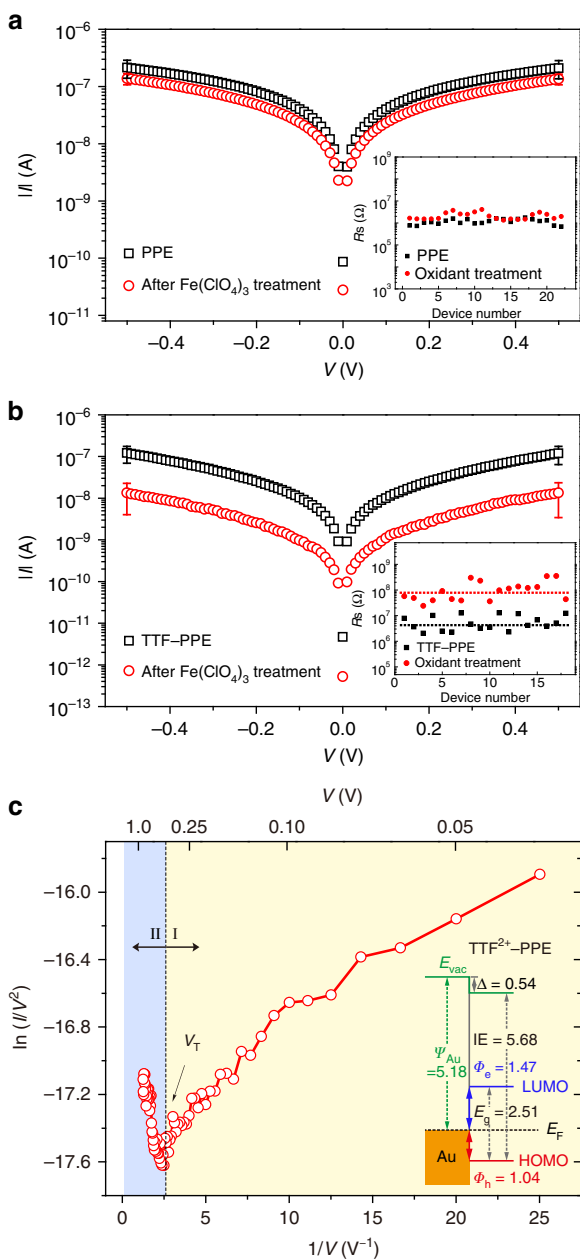 a
10⁻⁶
10⁻⁷
10⁻⁸
10⁻⁹
10⁻¹⁰
10⁻¹¹
|I| (A)
PPE
After Fe(ClO₄)₃ treatment
10⁹
10⁶
10³
Rs (Ω)
PPE
Oxidant treatment
0 5 10 15 20
Device number
−0.4 −0.2 0.0 0.2 0.4
V (V)
b
10⁻⁶
10⁻⁷
10⁻⁸
10⁻⁹
10⁻¹⁰
10⁻¹¹
10⁻¹²
10⁻¹³
|I| (A)
TTF–PPE
After Fe(ClO₄)₃ treatment
10⁹
10⁸
10⁷
10⁶
10⁵
Rs (Ω)
TTF–PPE
Oxidant treatment
0 5 10 15
Device number
−0.4 −0.2 0.0 0.2 0.4
V (V)
V (V)
c
1.0 0.25 0.10 0.05
−16.0
−16.4
−16.8
−17.2
−17.6
ln (I/V²)
II I
V_T
TTF²⁺–PPE
E_vac
Δ = 0.54
IE = 5.68
Ψ_Au
=5.18
Φ_e = 1.47
LUMO
E_g = 2.51
E_F
Au
HOMO
Φ_h = 1.04
0 5 10 15 20 25
1/V (V⁻¹)